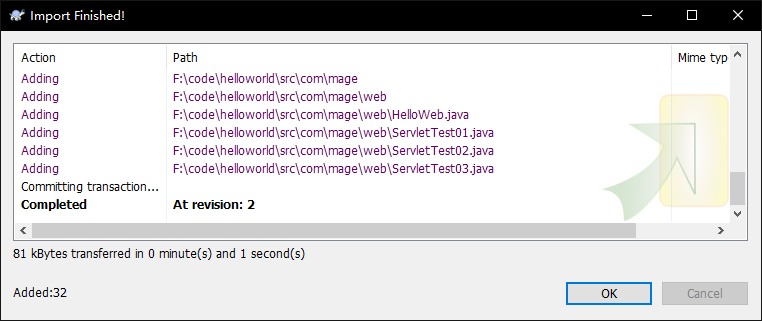 Import Finished!
Action Path Mime typ
Adding F:\code\helloworld\src\com\mage
Adding F:\code\helloworld\src\com\mage\web
Adding F:\code\helloworld\src\com\mage\web\HelloWeb.java
Adding F:\code\helloworld\src\com\mage\web\ServletTest01.java
Adding F:\code\helloworld\src\com\mage\web\ServletTest02.java
Adding F:\code\helloworld\src\com\mage\web\ServletTest03.java
Committing transaction...
Completed At revision: 2
81 kBytes transferred in 0 minute(s) and 1 second(s)
Added:32
OK Cancel